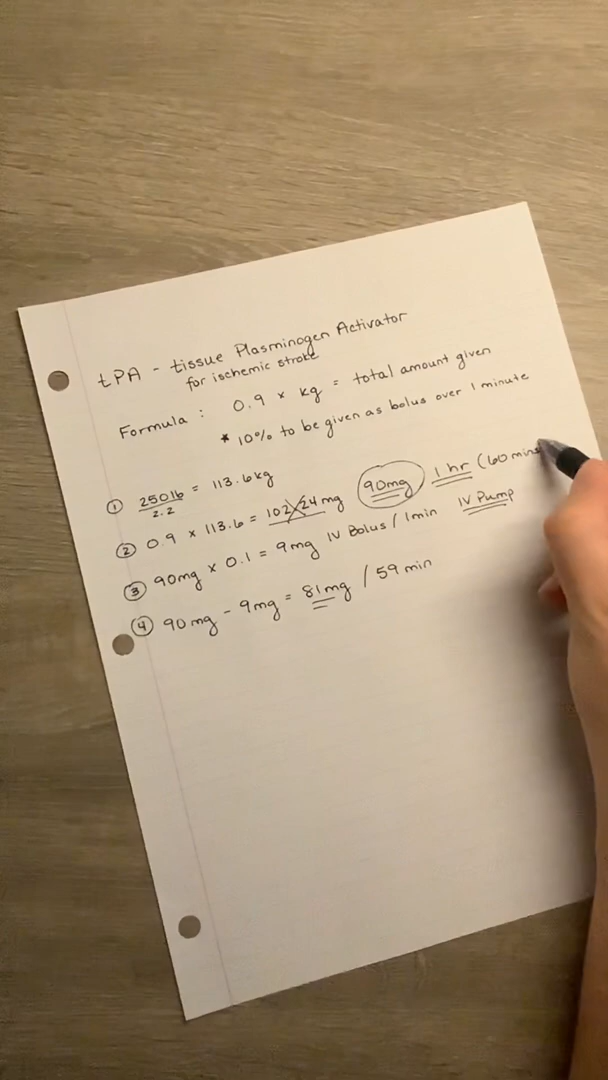 tPA - tissue Plasminogen Activator
for ischemic stroke
Formula : 0.9 x kg = total amount given
* 10% to be given as bolus over 1 minute
① 250lb / 2.2 = 113.6kg
② 0.9 x 113.6 = 102.24mg 90mg 1 hr (60 mins
③ 90mg x 0.1 = 9mg IV Bolus / 1min IV Pump
④ 90mg - 9mg = 81mg / 59 min